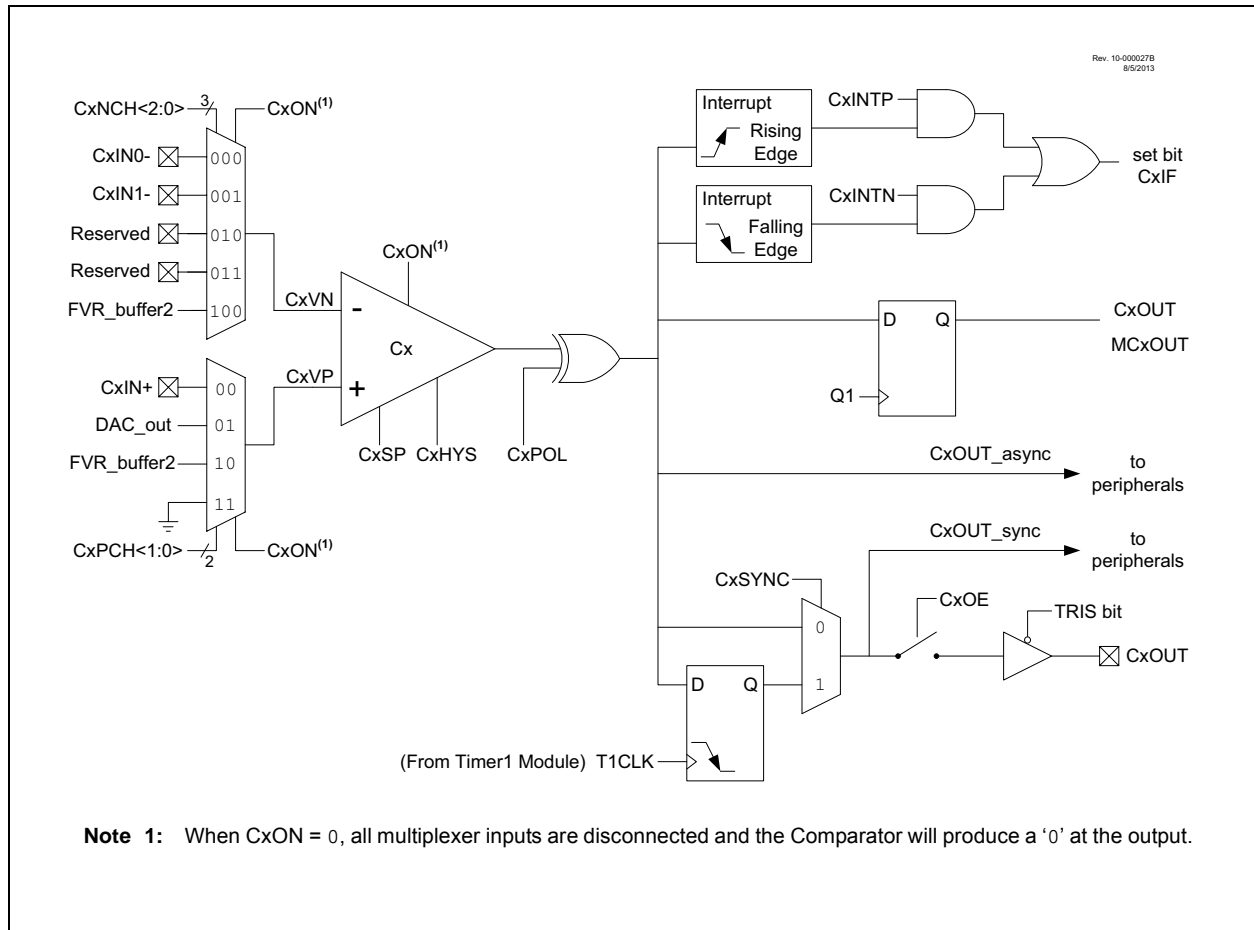 Rev. 10-000027B
8/5/2013
CxNCH<2:0>
3
CxON(1)
CxIN0-
000
CxIN1-
001
Reserved
010
Reserved
011
FVR_buffer2
100
CxVN
CxON(1)
-
Cx
+
CxVP
CxIN+
00
DAC_out
01
FVR_buffer2
10
11
CxPCH<1:0>
2
CxON(1)
CxSP
CxHYS
CxPOL
Interrupt
Rising
Edge
CxINTP
Interrupt
Falling
Edge
CxINTN
set bit
CxIF
D
Q
Q1
CxOUT
MCxOUT
CxOUT_async
to
peripherals
CxOUT_sync
to
peripherals
CxSYNC
0
1
CxOE
TRIS bit
CxOUT
D
Q
(From Timer1 Module) T1CLK
Note 1: When CxON = 0, all multiplexer inputs are disconnected and the Comparator will produce a ‘0’ at the output.